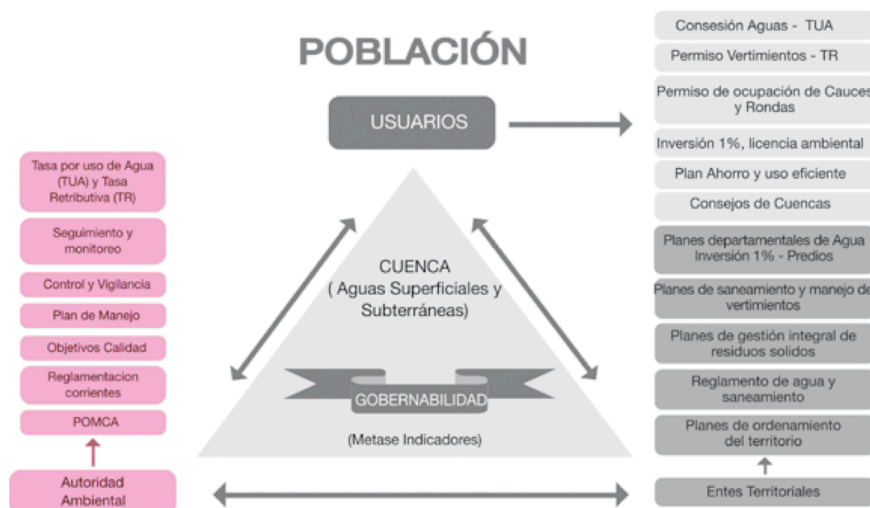 POBLACIÓN
USUARIOS
CUENCA
( Aguas Superficiales y
Subterráneas)
GOBERNABILIDAD
(Metase Indicadores)
Tasa por uso de Agua
(TUA) y Tasa
Retributiva (TR)
Seguimiento y
monitoreo
Control y Vigilancia
Plan de Manejo
Objetivos Calidad
Reglamentacion
corrientes
POMCA
Autoridad
Ambiental
Consesión Aguas - TUA
Permiso Vertimientos - TR
Permiso de ocupación de Cauces
y Rondas
Inversión 1%, licencia ambiental
Plan Ahorro y uso eficiente
Consejos de Cuencas
Planes departamentales de Agua
Inversión 1% - Predios
Planes de saneamiento y manejo de
vertimientos
Planes de gestión integral de
residuos solidos
Reglamento de agua y
saneamiento
Planes de ordenamiento
del territorio
Entes Territoriales